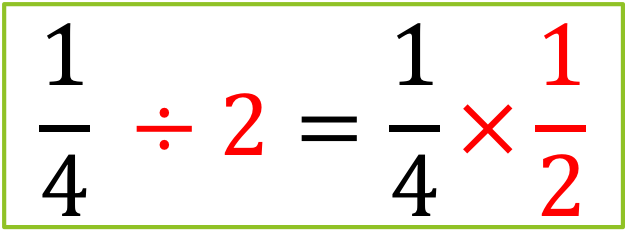 1/4 ÷ 2 = 1/4 × 1/2